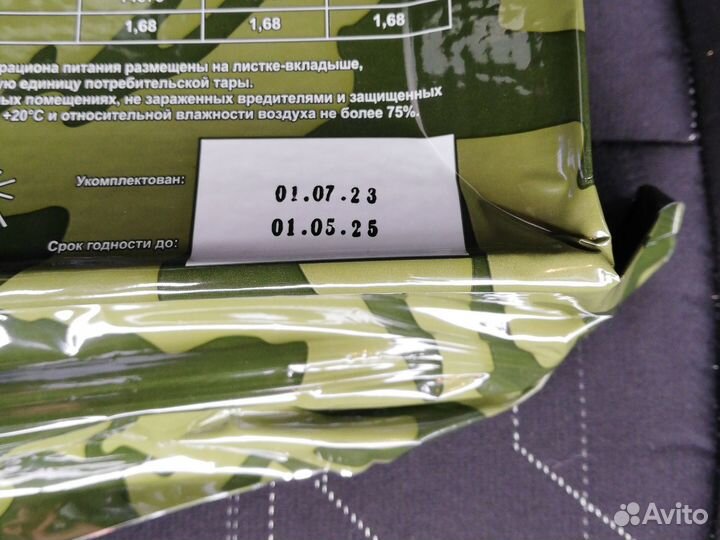 1,68 1,68 1,68
рациона питания размещены на листке-вкладыше,
ую единицу потребительской тары.
ых помещениях, не зараженных вредителями и защищенных
+20°С и относительной влажности воздуха не более 75%.
Укомплектован:
01.07.23
01.05.25
Срок годности до:
Avito